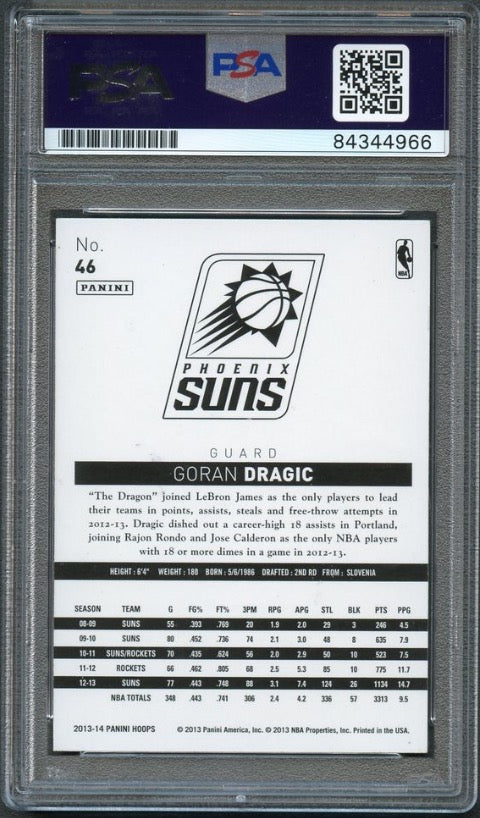 PSA
PSA
84344966
No.
46
PANINI
NBA
PHOENIX
SUNS
GUARD
GORAN DRAGIC
“The Dragon” joined LeBron James as the only players to lead
their teams in points, assists, steals and free-throw attempts in
2012-13. Dragic dished out a career-high 18 assists in Portland,
joining Rajon Rondo and Jose Calderon as the only NBA players
with 18 or more dimes in a game in 2012-13.
HEIGHT: 6'4" WEIGHT: 180 BORN: 5/6/1986 DRAFTED: 2ND RD FROM: SLOVENIA
SEASON TEAM G FG% FT% 3PM RPG APG STL BLK PTS PPG
08-09 SUNS 55 .393 .769 20 1.9 2.0 29 3 246 4.5
09-10 SUNS 80 .452 .736 74 2.1 3.0 48 8 635 7.9
10-11 SUNS/ROCKETS 70 .435 .624 56 2.0 2.9 50 10 523 7.5
11-12 ROCKETS 66 .462 .805 68 2.5 5.3 85 10 775 11.7
12-13 SUNS 77 .443 .748 88 3.1 7.4 124 26 1134 14.7
NBA TOTALS 348 .443 .741 306 2.4 4.2 336 57 3313 9.5
2013-14 PANINI HOOPS © 2013 Panini America, Inc. © 2013 NBA Properties, Inc. Printed in the USA.